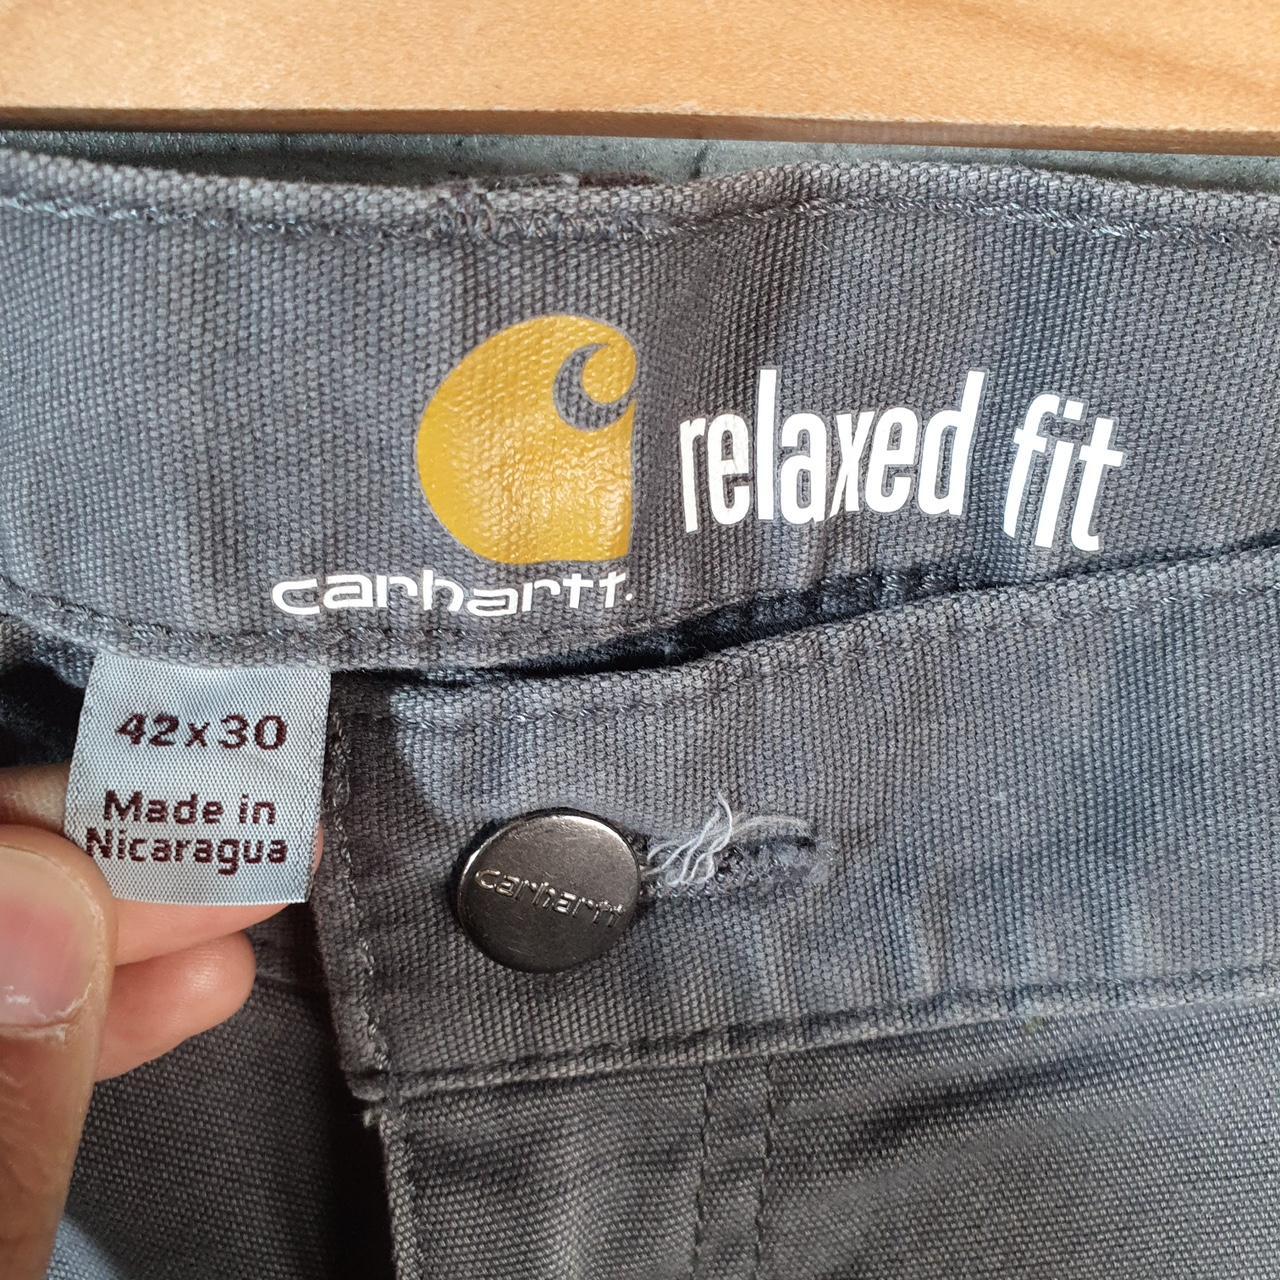 relaxed fit
carhartt.
42x30
Made in
Nicaragua
carhartt